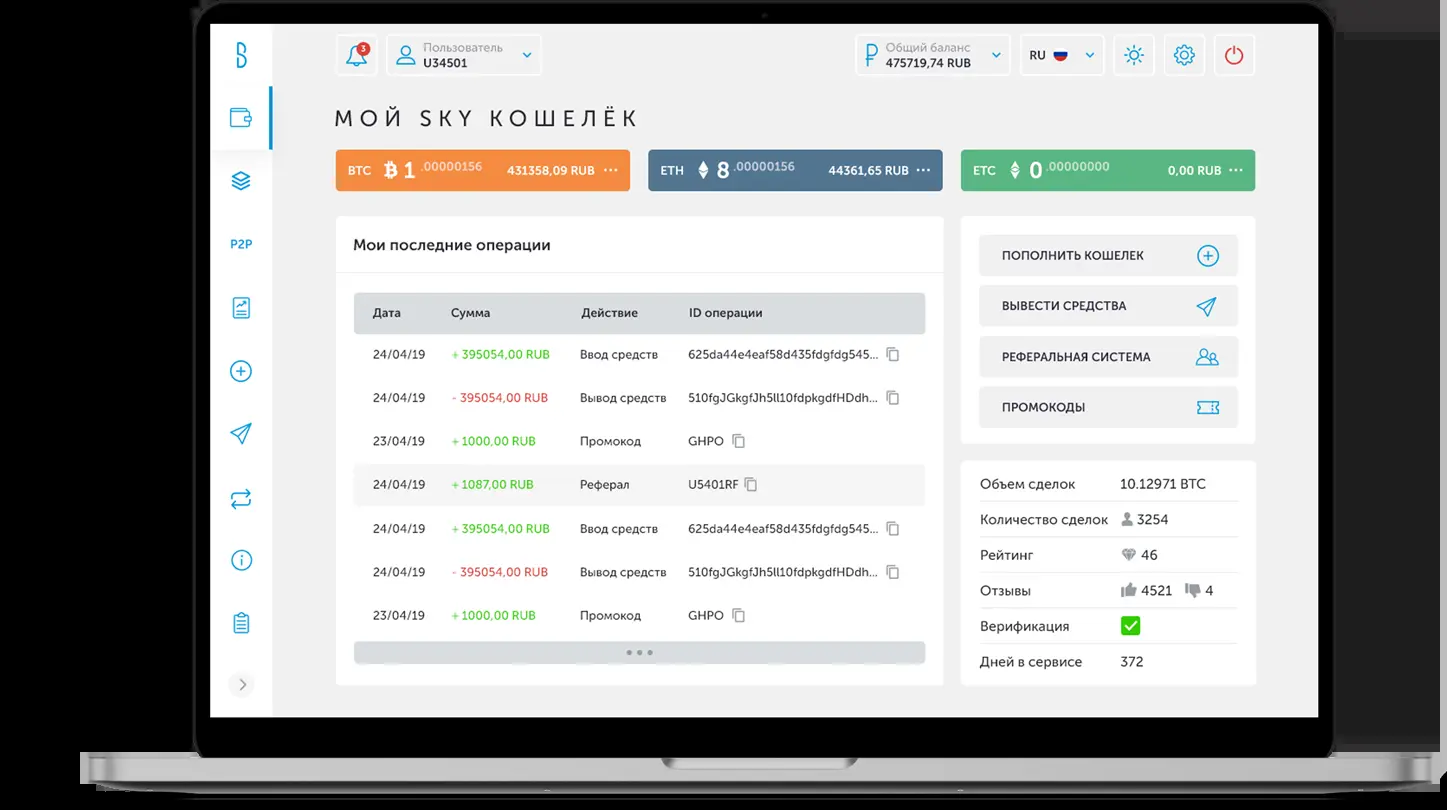 3
Пользователь
U34501
Общий баланс
475719,74 RUB
RU
МОЙ SKY КОШЕЛЁК
BTC 1 .00000156 431358,09 RUB
ETH 8 .00000156 44361,65 RUB
ETC 0 .00000000 0,00 RUB
P2P
Мои последние операции
Дата Сумма Действие ID операции
24/04/19 + 395054,00 RUB Ввод средств 625da44e4eaf58d435fdgfdg545...
24/04/19 - 395054,00 RUB Вывод средств 510fgJGkgfJh5ll10fdpkgdfHDdh...
23/04/19 + 1000,00 RUB Промокод GHPO
24/04/19 + 1087,00 RUB Реферал U5401RF
24/04/19 + 395054,00 RUB Ввод средств 625da44e4eaf58d435fdgfdg545...
24/04/19 - 395054,00 RUB Вывод средств 510fgJGkgfJh5ll10fdpkgdfHDdh...
23/04/19 + 1000,00 RUB Промокод GHPO
ПОПОЛНИТЬ КОШЕЛЕК
ВЫВЕСТИ СРЕДСТВА
РЕФЕРАЛЬНАЯ СИСТЕМА
ПРОМОКОДЫ
Объем сделок 10.12971 BTC
Количество сделок 3254
Рейтинг 46
Отзывы 4521 4
Верификация
Дней в сервисе 372